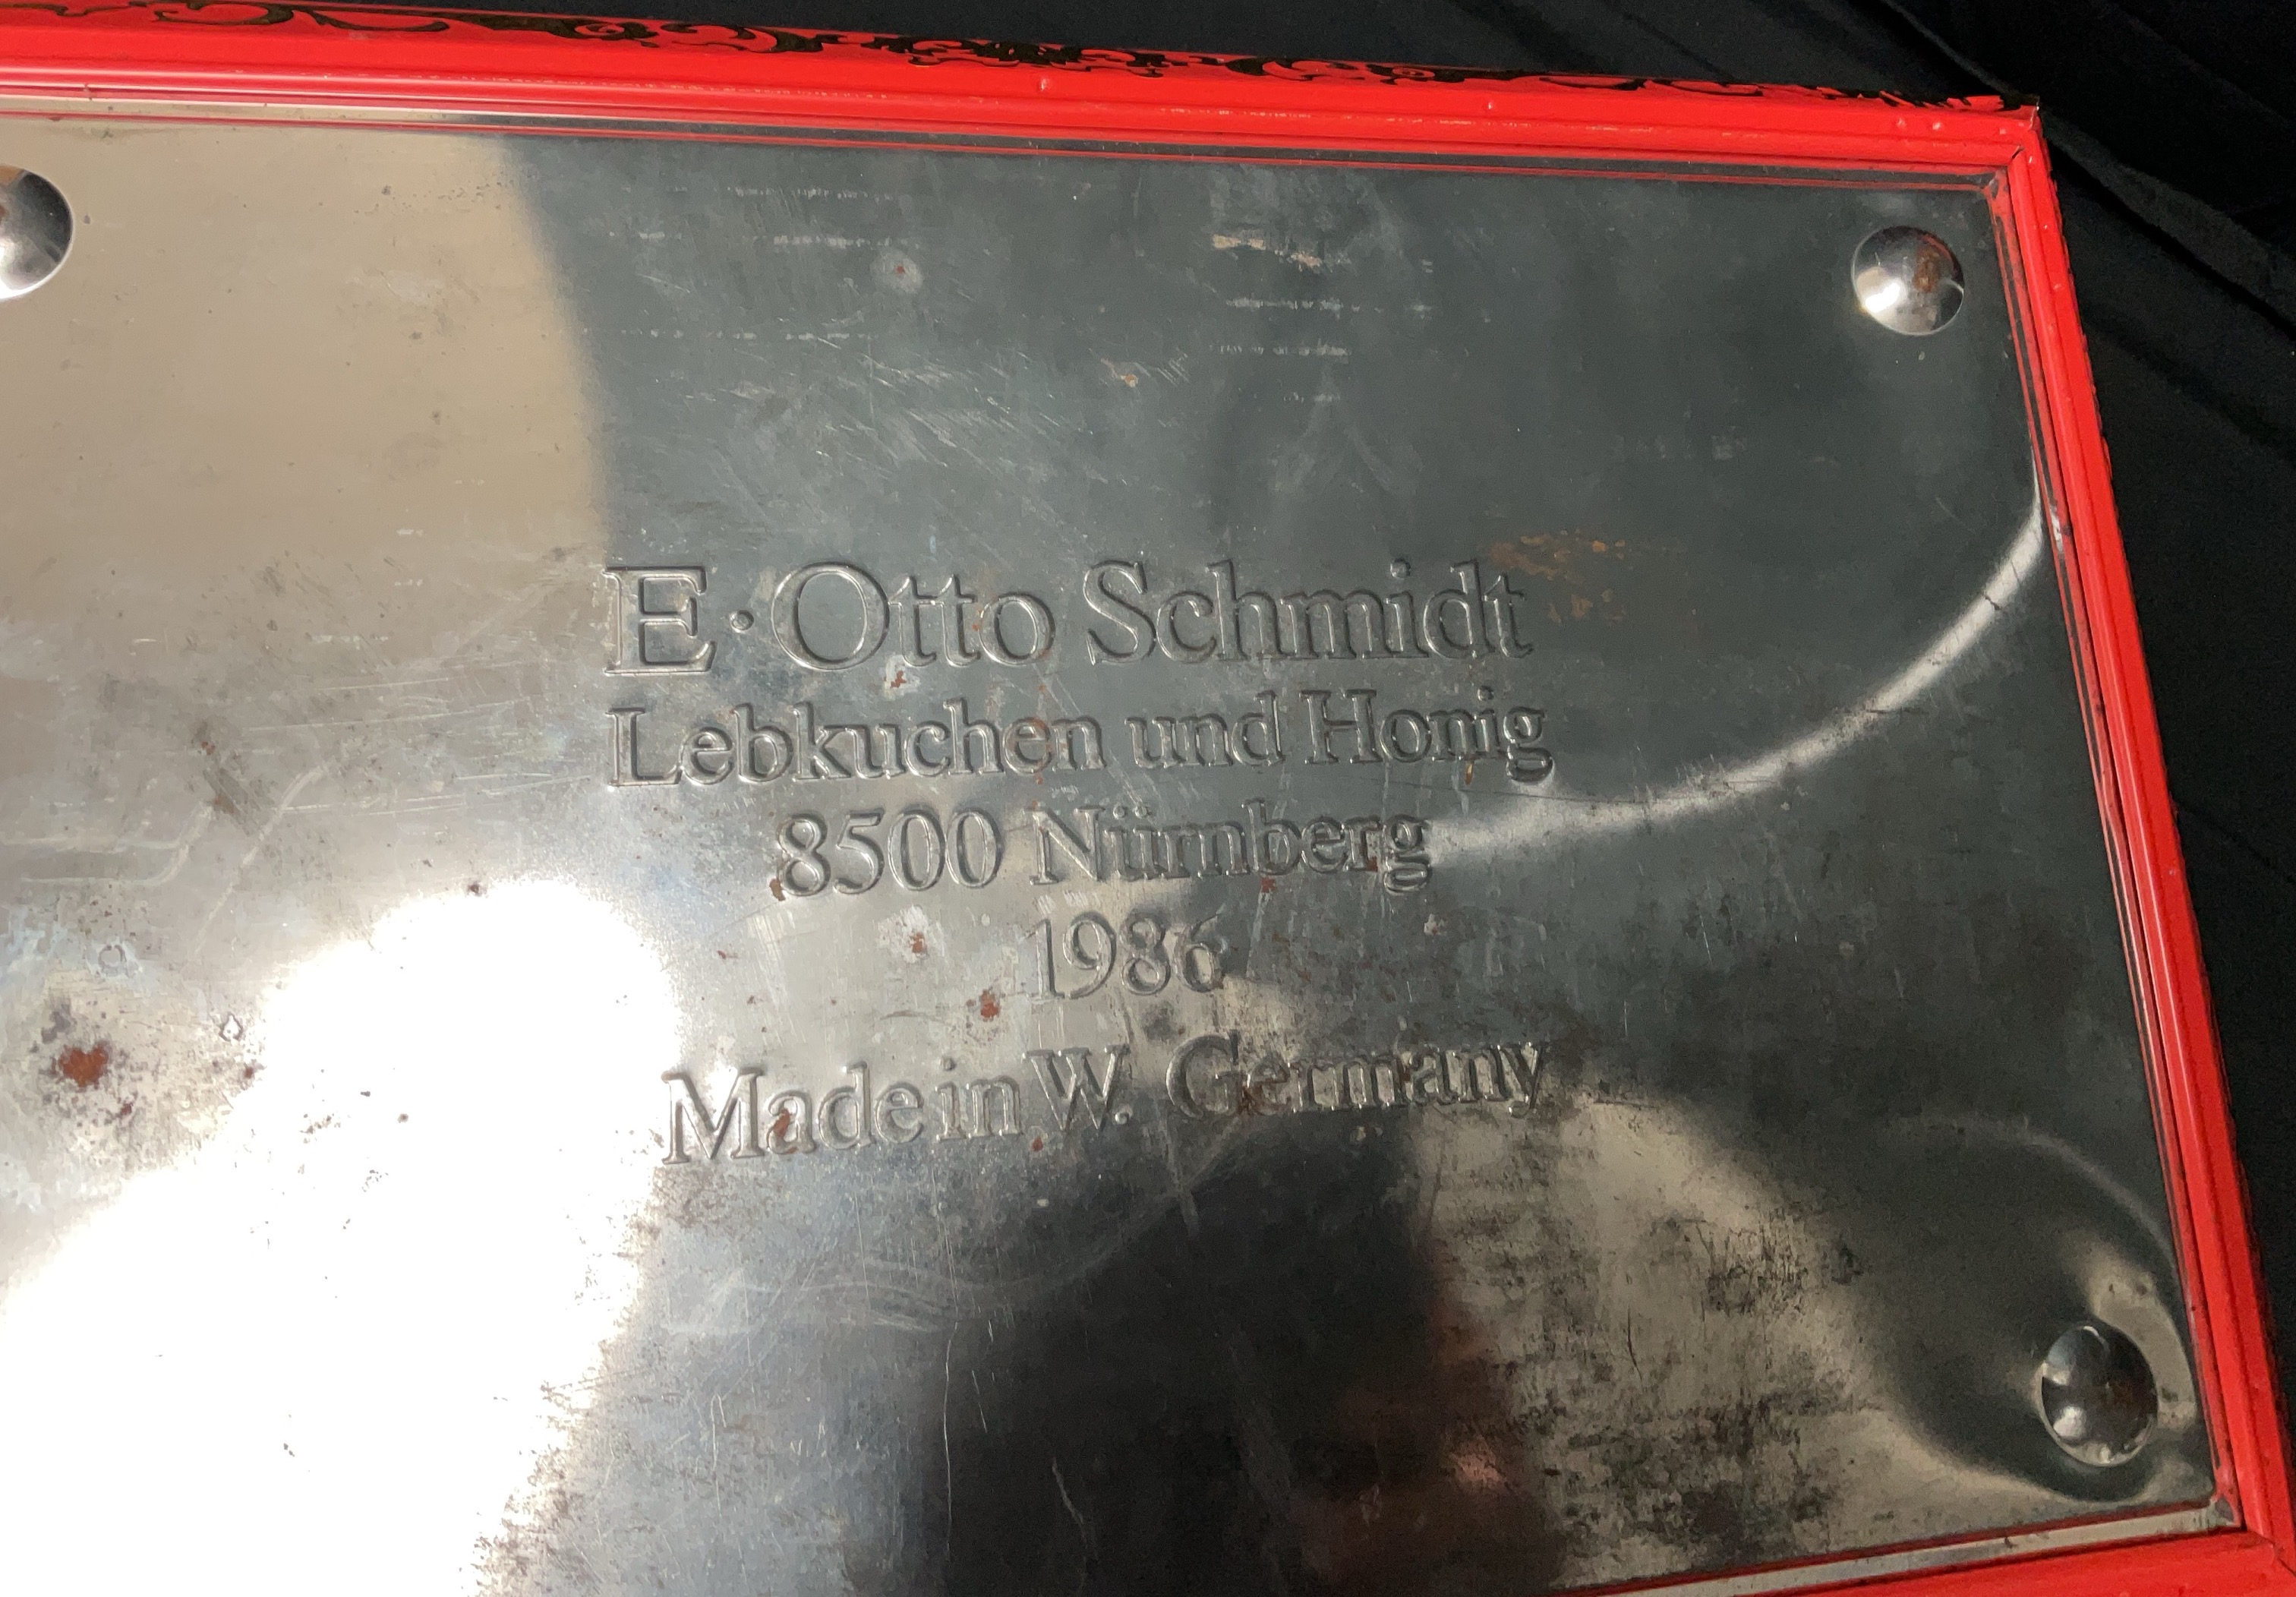 E·Otto Schmidt
Lebkuchen und Honig
8500 Nürnberg
1986
Made in W. Germany